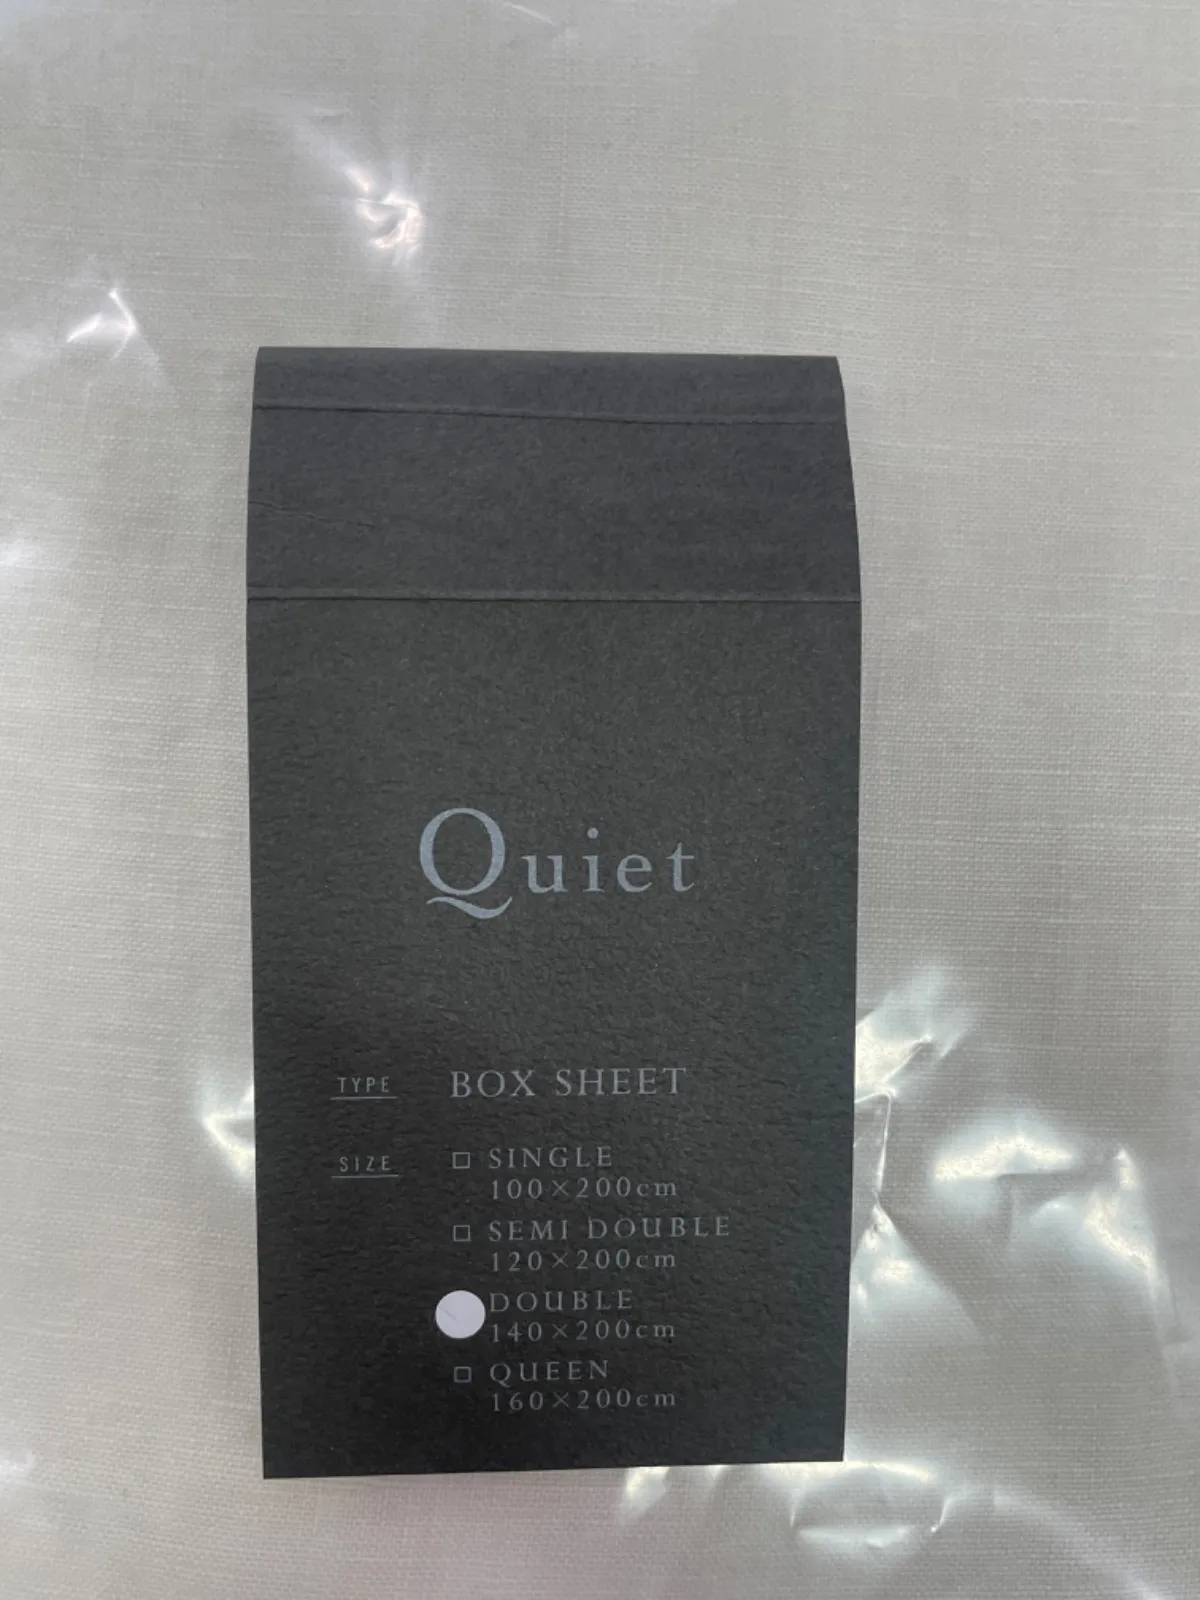 Quiet
TYPE BOX SHEET
SIZE □ SINGLE
100×200cm
□ SEMI DOUBLE
120×200cm
DOUBLE
140×200cm
□ QUEEN
160×200cm